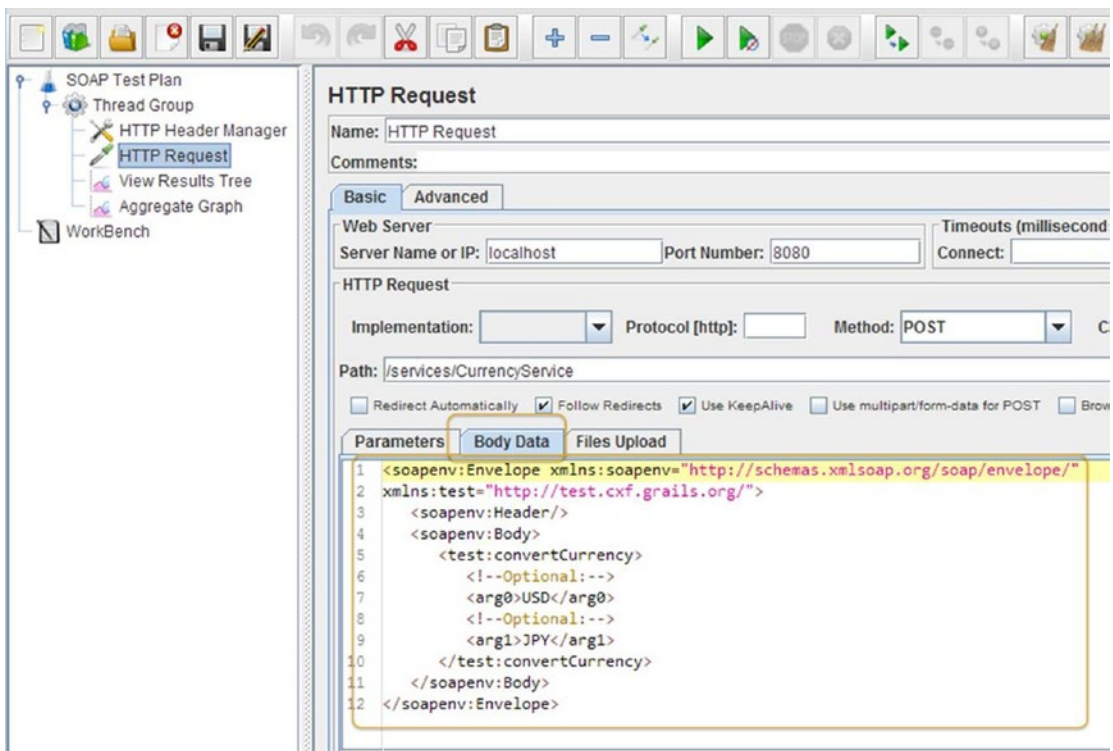 SOAP Test Plan
Thread Group
HTTP Header Manager
HTTP Request
View Results Tree
Aggregate Graph
WorkBench
HTTP Request
Name: HTTP Request
Comments:
Basic Advanced
Web Server Timeouts (millisecond
Server Name or IP: localhost Port Number: 8080 Connect:
HTTP Request
Implementation: Protocol [http]: Method: POST C
Path: /services/CurrencyService
Redirect Automatically Follow Redirects Use KeepAlive Use multipart/form-data for POST Brow
Parameters Body Data Files Upload
1 <soapenv:Envelope xmlns:soapenv="http://schemas.xmlsoap.org/soap/envelope/"
2 xmlns:test="http://test.cxf.grails.org/">
3 <soapenv:Header/>
4 <soapenv:Body>
5 <test:convertCurrency>
6 <!--Optional:-->
7 <arg0>USD</arg0>
8 <!--Optional:-->
9 <arg1>JPY</arg1>
10 </test:convertCurrency>
11 </soapenv:Body>
12 </soapenv:Envelope>